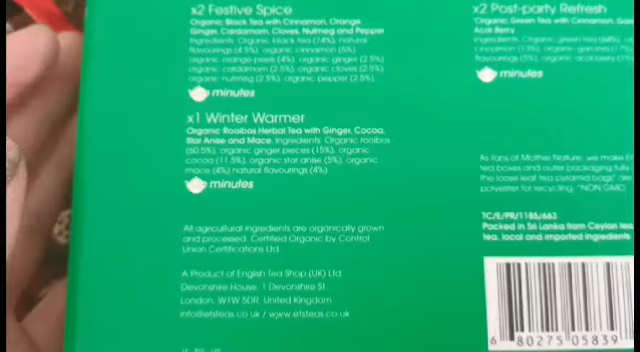 x2 Festive Spice
Organic Black Tea with Cinnamon, Orange
Ginger, Cardamom, Cloves, Nutmeg and Pepper
Ingredients: Organic black tea (74%), natural
flavourings (4.5%), organic cinnamon (5%),
organic orange peels (4%), organic ginger (2.5%)
organic cardamom (2.5%), organic cloves (2.5%)
organic nutmeg (2.5%), organic pepper (2.5%)
minutes
x1 Winter Warmer
Organic Rooibos Herbal Tea with Ginger, Cocoa,
Star Anise and Mace. Ingredients: Organic rooibos
(60.5%), organic ginger pieces (15%), organic
cocoa (11.5%), organic star anise (5%), organic
mace (4%) natural flavourings (4%)
minutes
All agricultural ingredients are organically grown
and processed. Certified Organic by Control
Union Certifications Ltd.
A Product of English Tea Shop (UK) Ltd.
Devonshire House, 1 Devonshire St.
London, W1W 5DR, United Kingdom
info@etsteas.co.uk / www.etsteas.co.uk
x2 Post-party Refresh
Organic Green Tea with Cinnamon,
Acai Berry
Ingredients: Organic green tea
minutes
As fans of Mother Nature, we make
tea boxes and outer packaging fully
The loose leaf tea pyramid bags are
polyester for recycling. *NON GMO
TC/E/PR/1185/663
Packed in Sri Lanka from Ceylon tea,
tea, local and imported ingredients
6 80275 05839